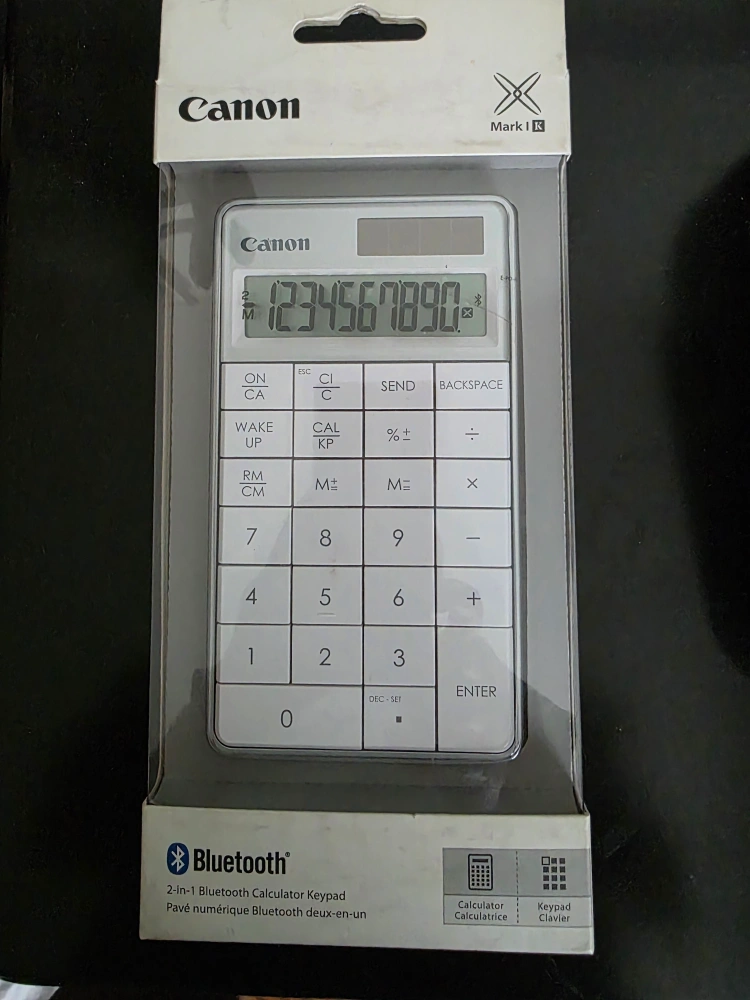 Canon
Mark I K
Canon
1234567890.
M
ON CA
ESC CI C
SEND
BACKSPACE
WAKE UP
CAL KP
% ±
÷
RM CM
M±
M=
×
7
8
9
−
4
5
6
+
1
2
3
ENTER
0
DEC - SET
.
Bluetooth®
2-in-1 Bluetooth Calculator Keypad
Pavé numérique Bluetooth deux-en-un
Calculator
Calculatrice
Keypad
Clavier